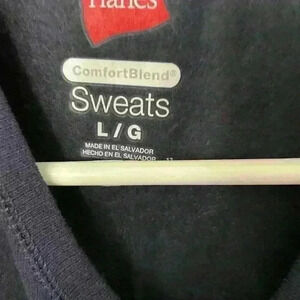 Hanes
ComfortBlend®
Sweats
L/G
MADE IN EL SALVADOR
HECHO EN EL SALVADOR